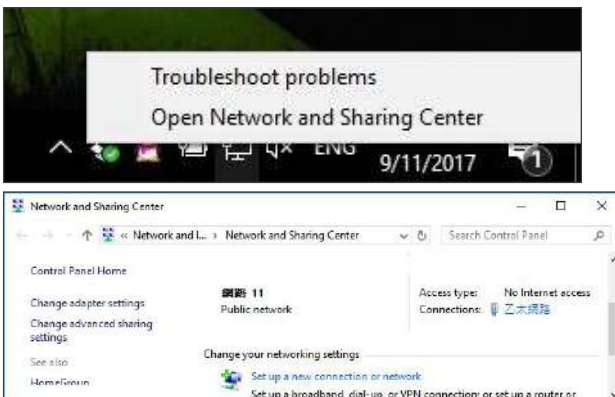 Troubleshoot problems
Open Network and Sharing Center
ENG
9/11/2017
1
Network and Sharing Center
« Network and I... › Network and Sharing Center
Search Control Panel
Control Panel Home
Change adapter settings
Change advanced sharing
settings
See also
HomeGroup
網路 11
Public network
Access type: No Internet access
Connections: 乙太網路
Change your networking settings
Set up a new connection or network
Set up a broadband, dial-up, or VPN connection; or set up a router or